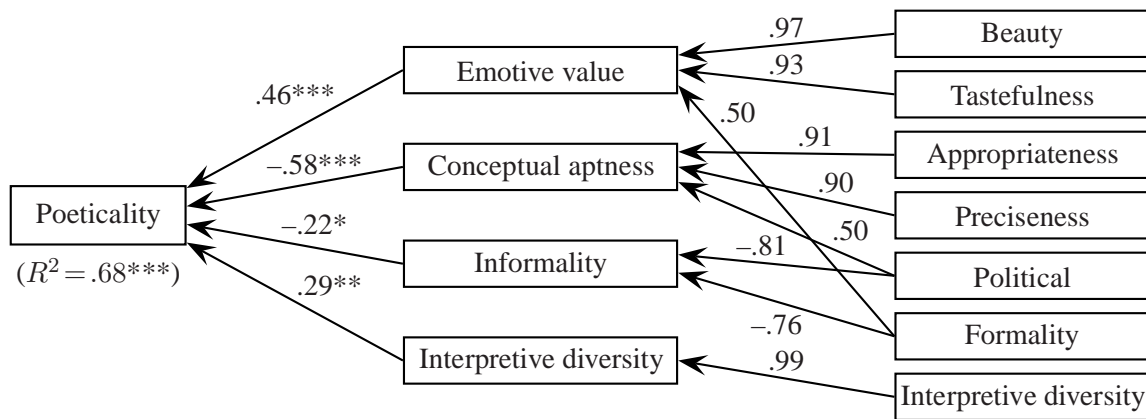 Beauty
.97
Emotive value
.93
Tastefulness
.46***
.50
.91
Appropriateness
–.58***
Conceptual aptness
.90
Poeticality
Preciseness
–.22*
.50
(R² = .68***)
Informality
–.81
Political
.29**
–.76
Formality
Interpretive diversity
.99
Interpretive diversity